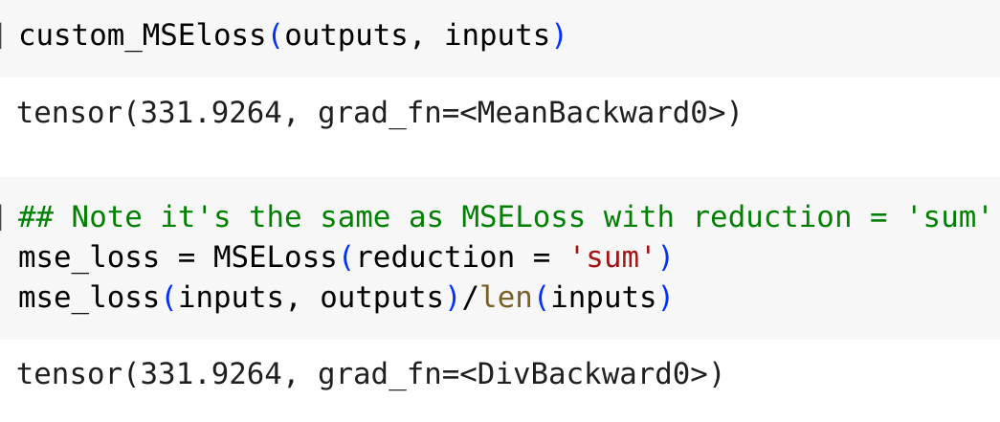 custom_MSEloss(outputs, inputs)
tensor(331.9264, grad_fn=<MeanBackward0>)
## Note it's the same as MSELoss with reduction = 'sum'
mse_loss = MSELoss(reduction = 'sum')
mse_loss(inputs, outputs)/len(inputs)
tensor(331.9264, grad_fn=<DivBackward0>)